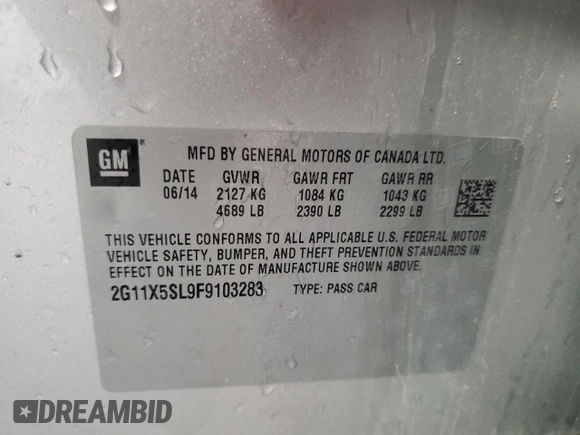 GM
MFD BY GENERAL MOTORS OF CANADA LTD.
DATE GVWR GAWR FRT GAWR RR
06/14 2127 KG 1084 KG 1043 KG
4689 LB 2390 LB 2299 LB
THIS VEHICLE CONFORMS TO ALL APPLICABLE U.S. FEDERAL MOTOR
VEHICLE SAFETY, BUMPER, AND THEFT PREVENTION STANDARDS IN
EFFECT ON THE DATE OF MANUFACTURE SHOWN ABOVE.
2G11X5SL9F9103283 TYPE: PASS CAR
DREAMBID